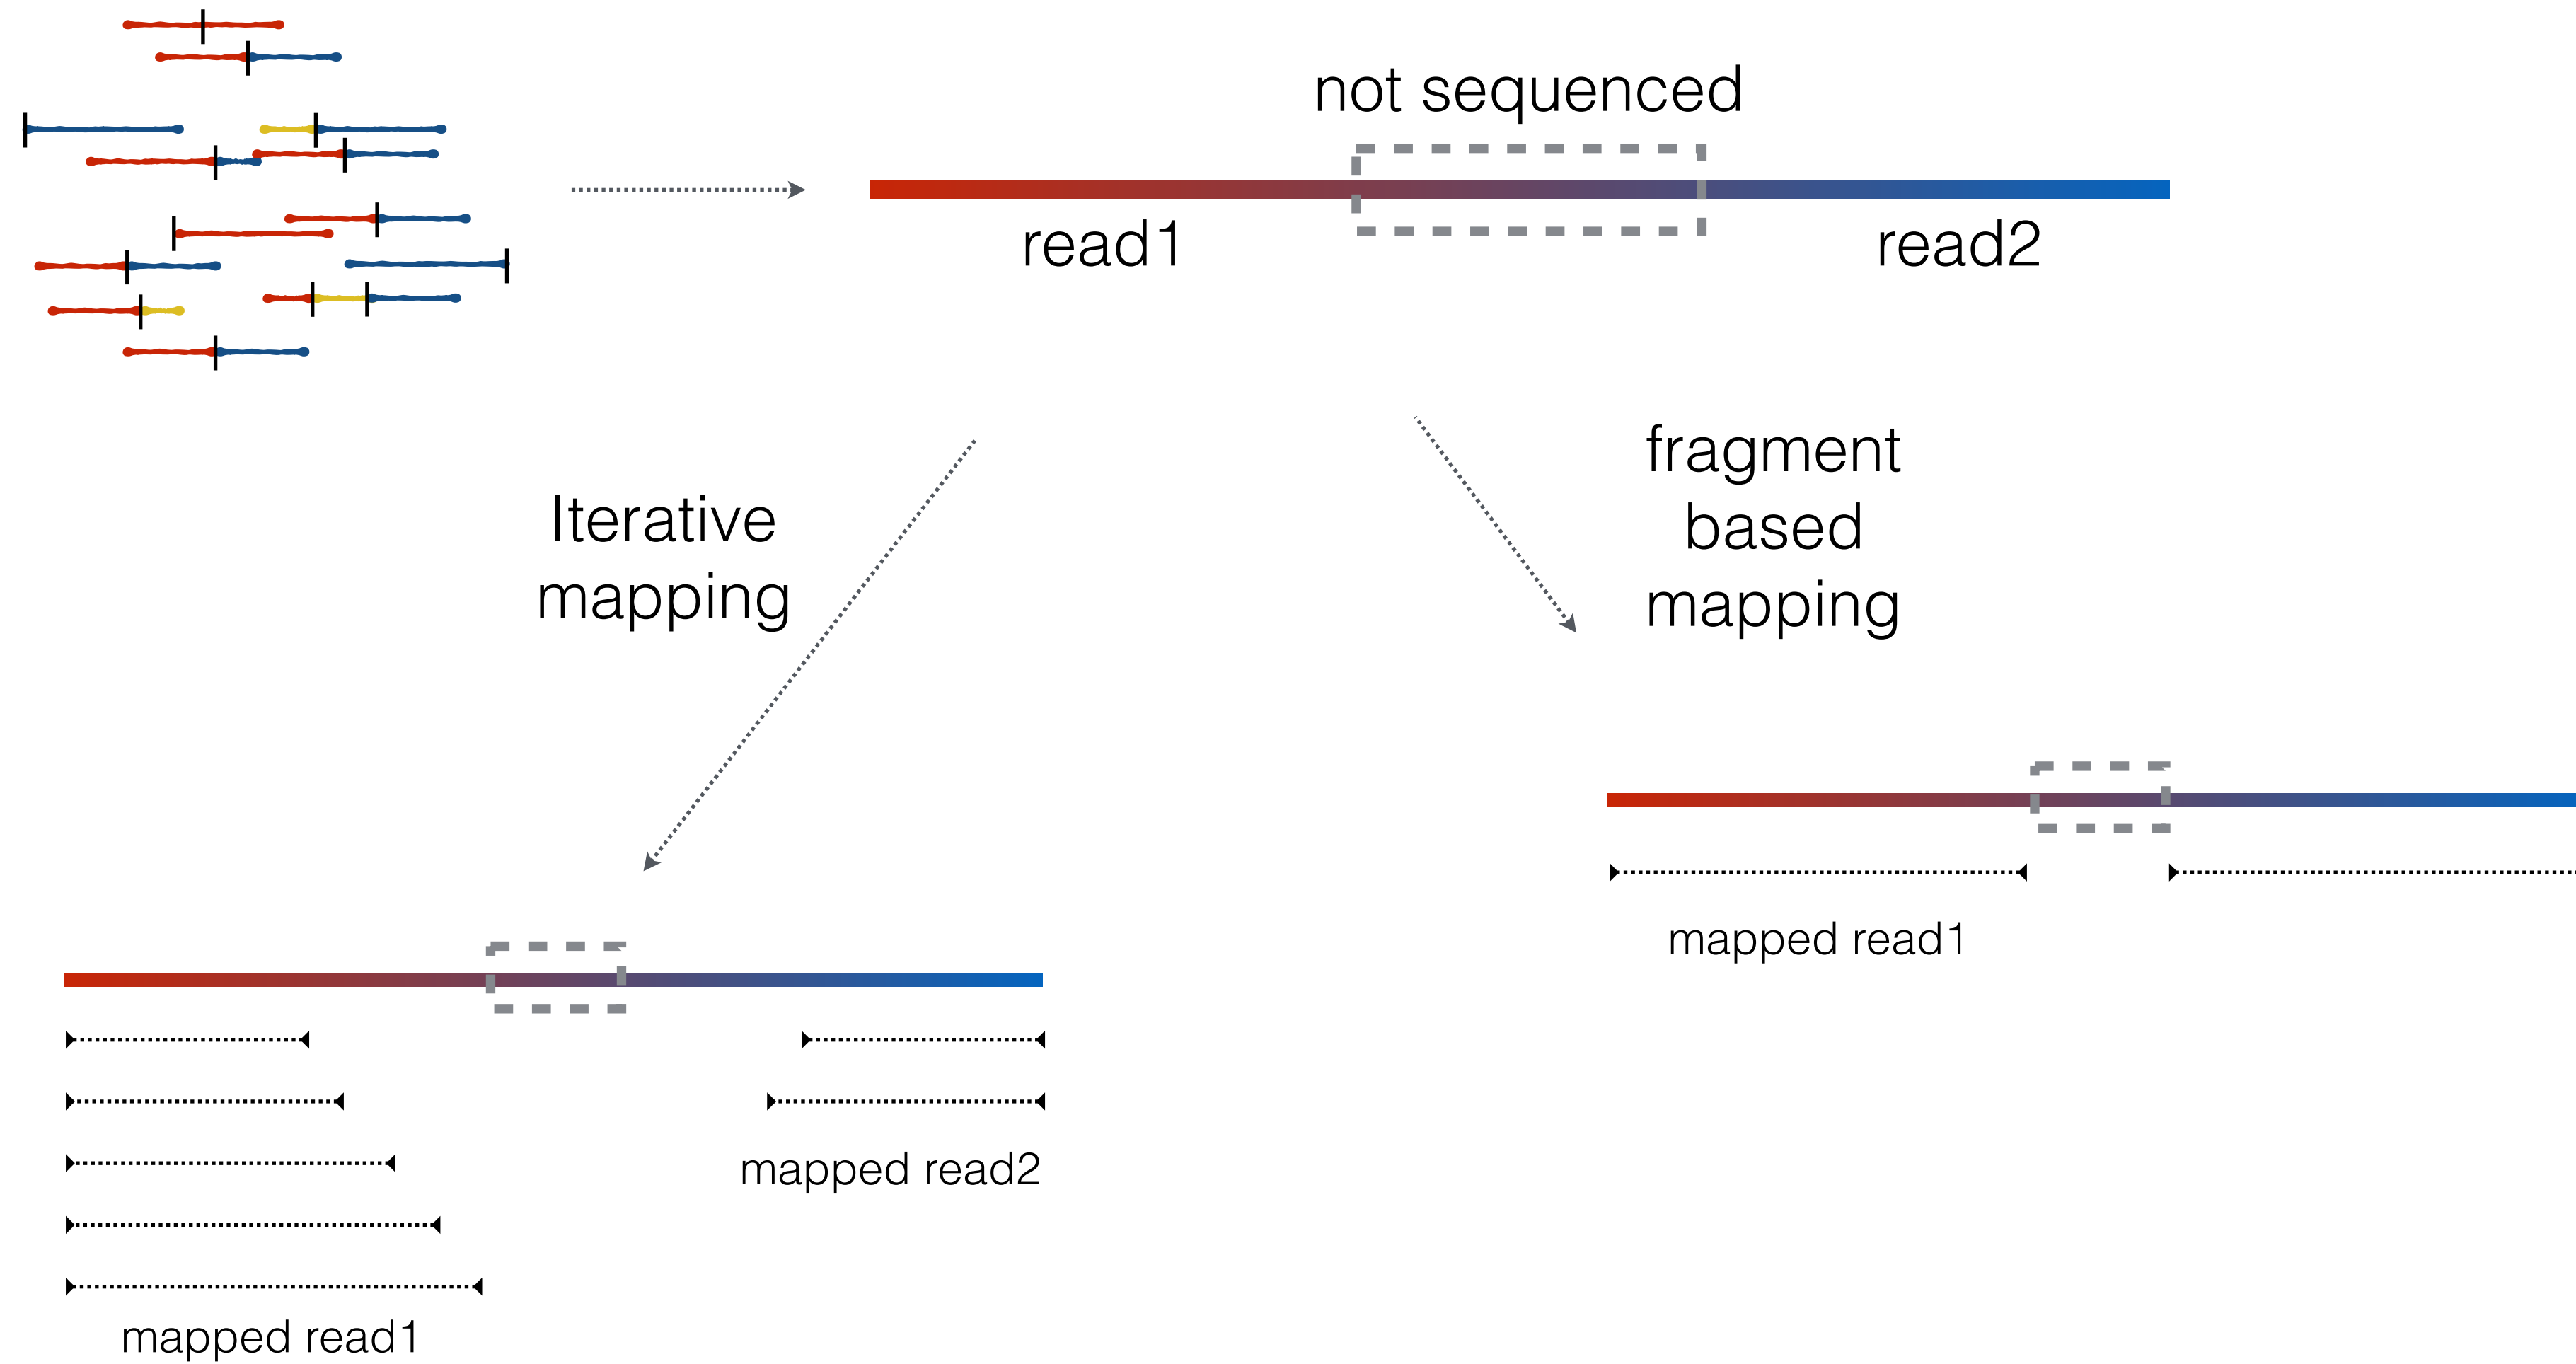 not sequenced
read1
read2
Iterative
mapping
fragment
based
mapping
mapped read1
mapped read2
mapped read1